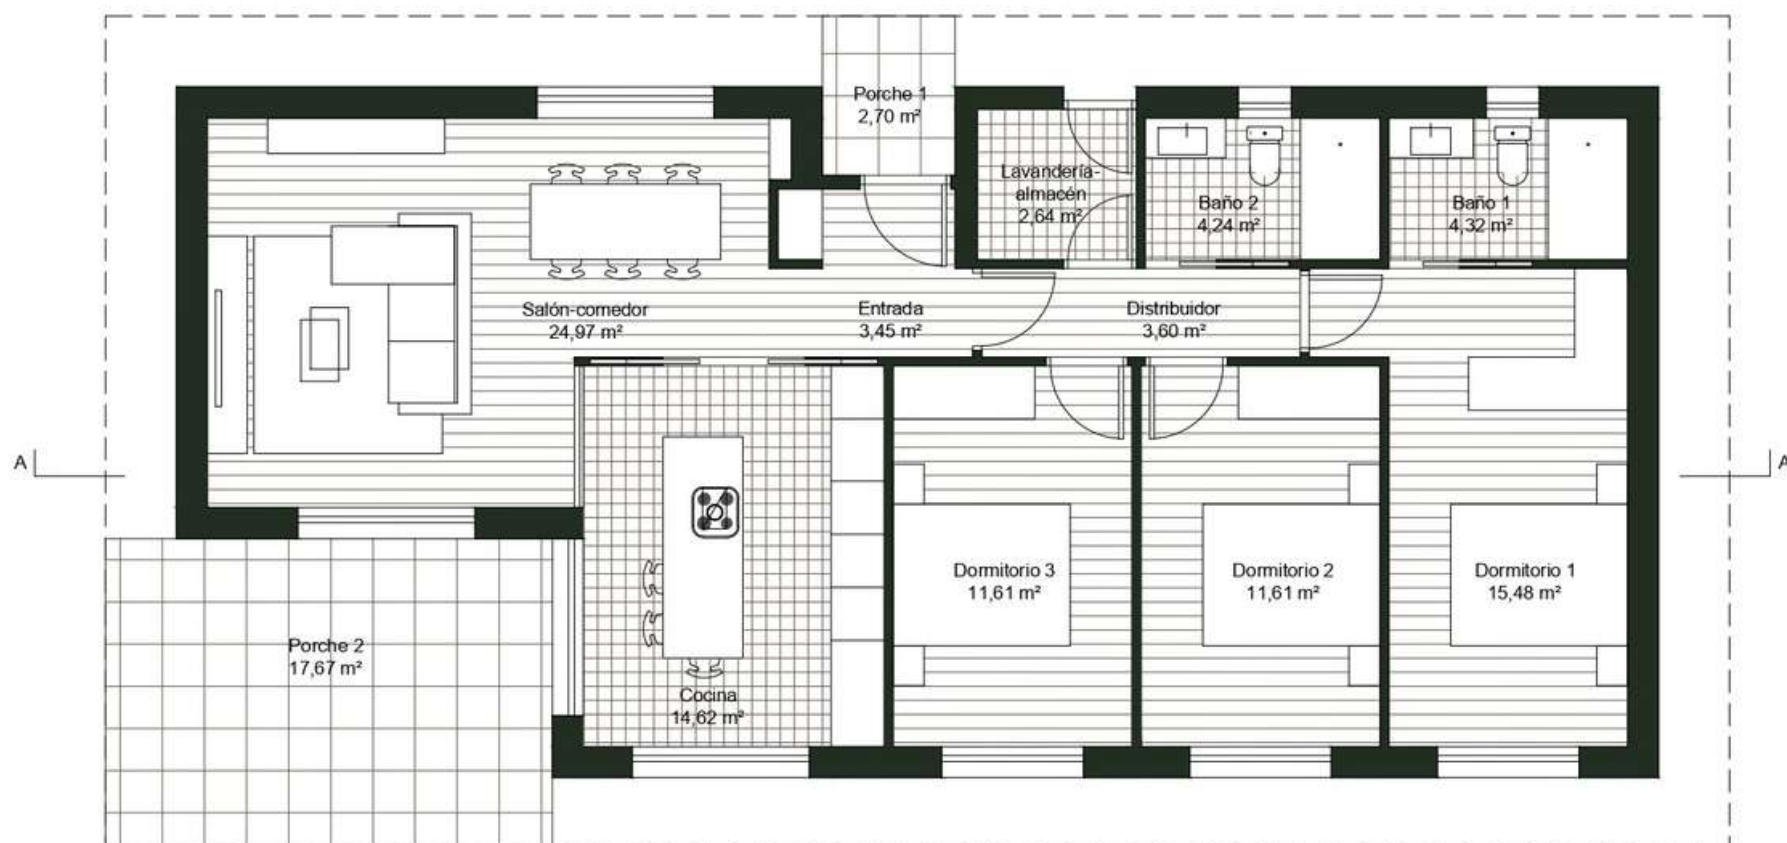 Porche 1
2,70 m²
Lavandería-
almacén
2,64 m²
Baño 2
4,24 m²
Baño 1
4,32 m²
Salón-comedor
24,97 m²
Entrada
3,45 m²
Distribuidor
3,60 m²
A
A
Dormitorio 3
11,61 m²
Dormitorio 2
11,61 m²
Dormitorio 1
15,48 m²
Porche 2
17,67 m²
Cocina
14,62 m²